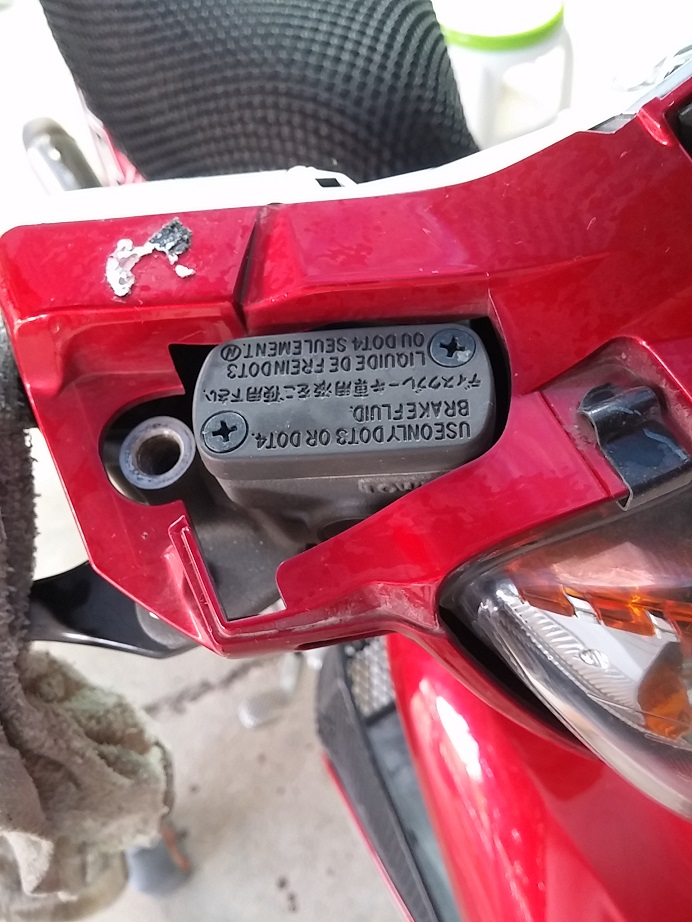 USE ONLY DOT3 OR DOT4.
BRAKE FLUID.
ディスクブレーキ専用液をご使用下さい.
LIQUIDE DE FREIN DOT3
OU DOT4 SEULEMENT. N